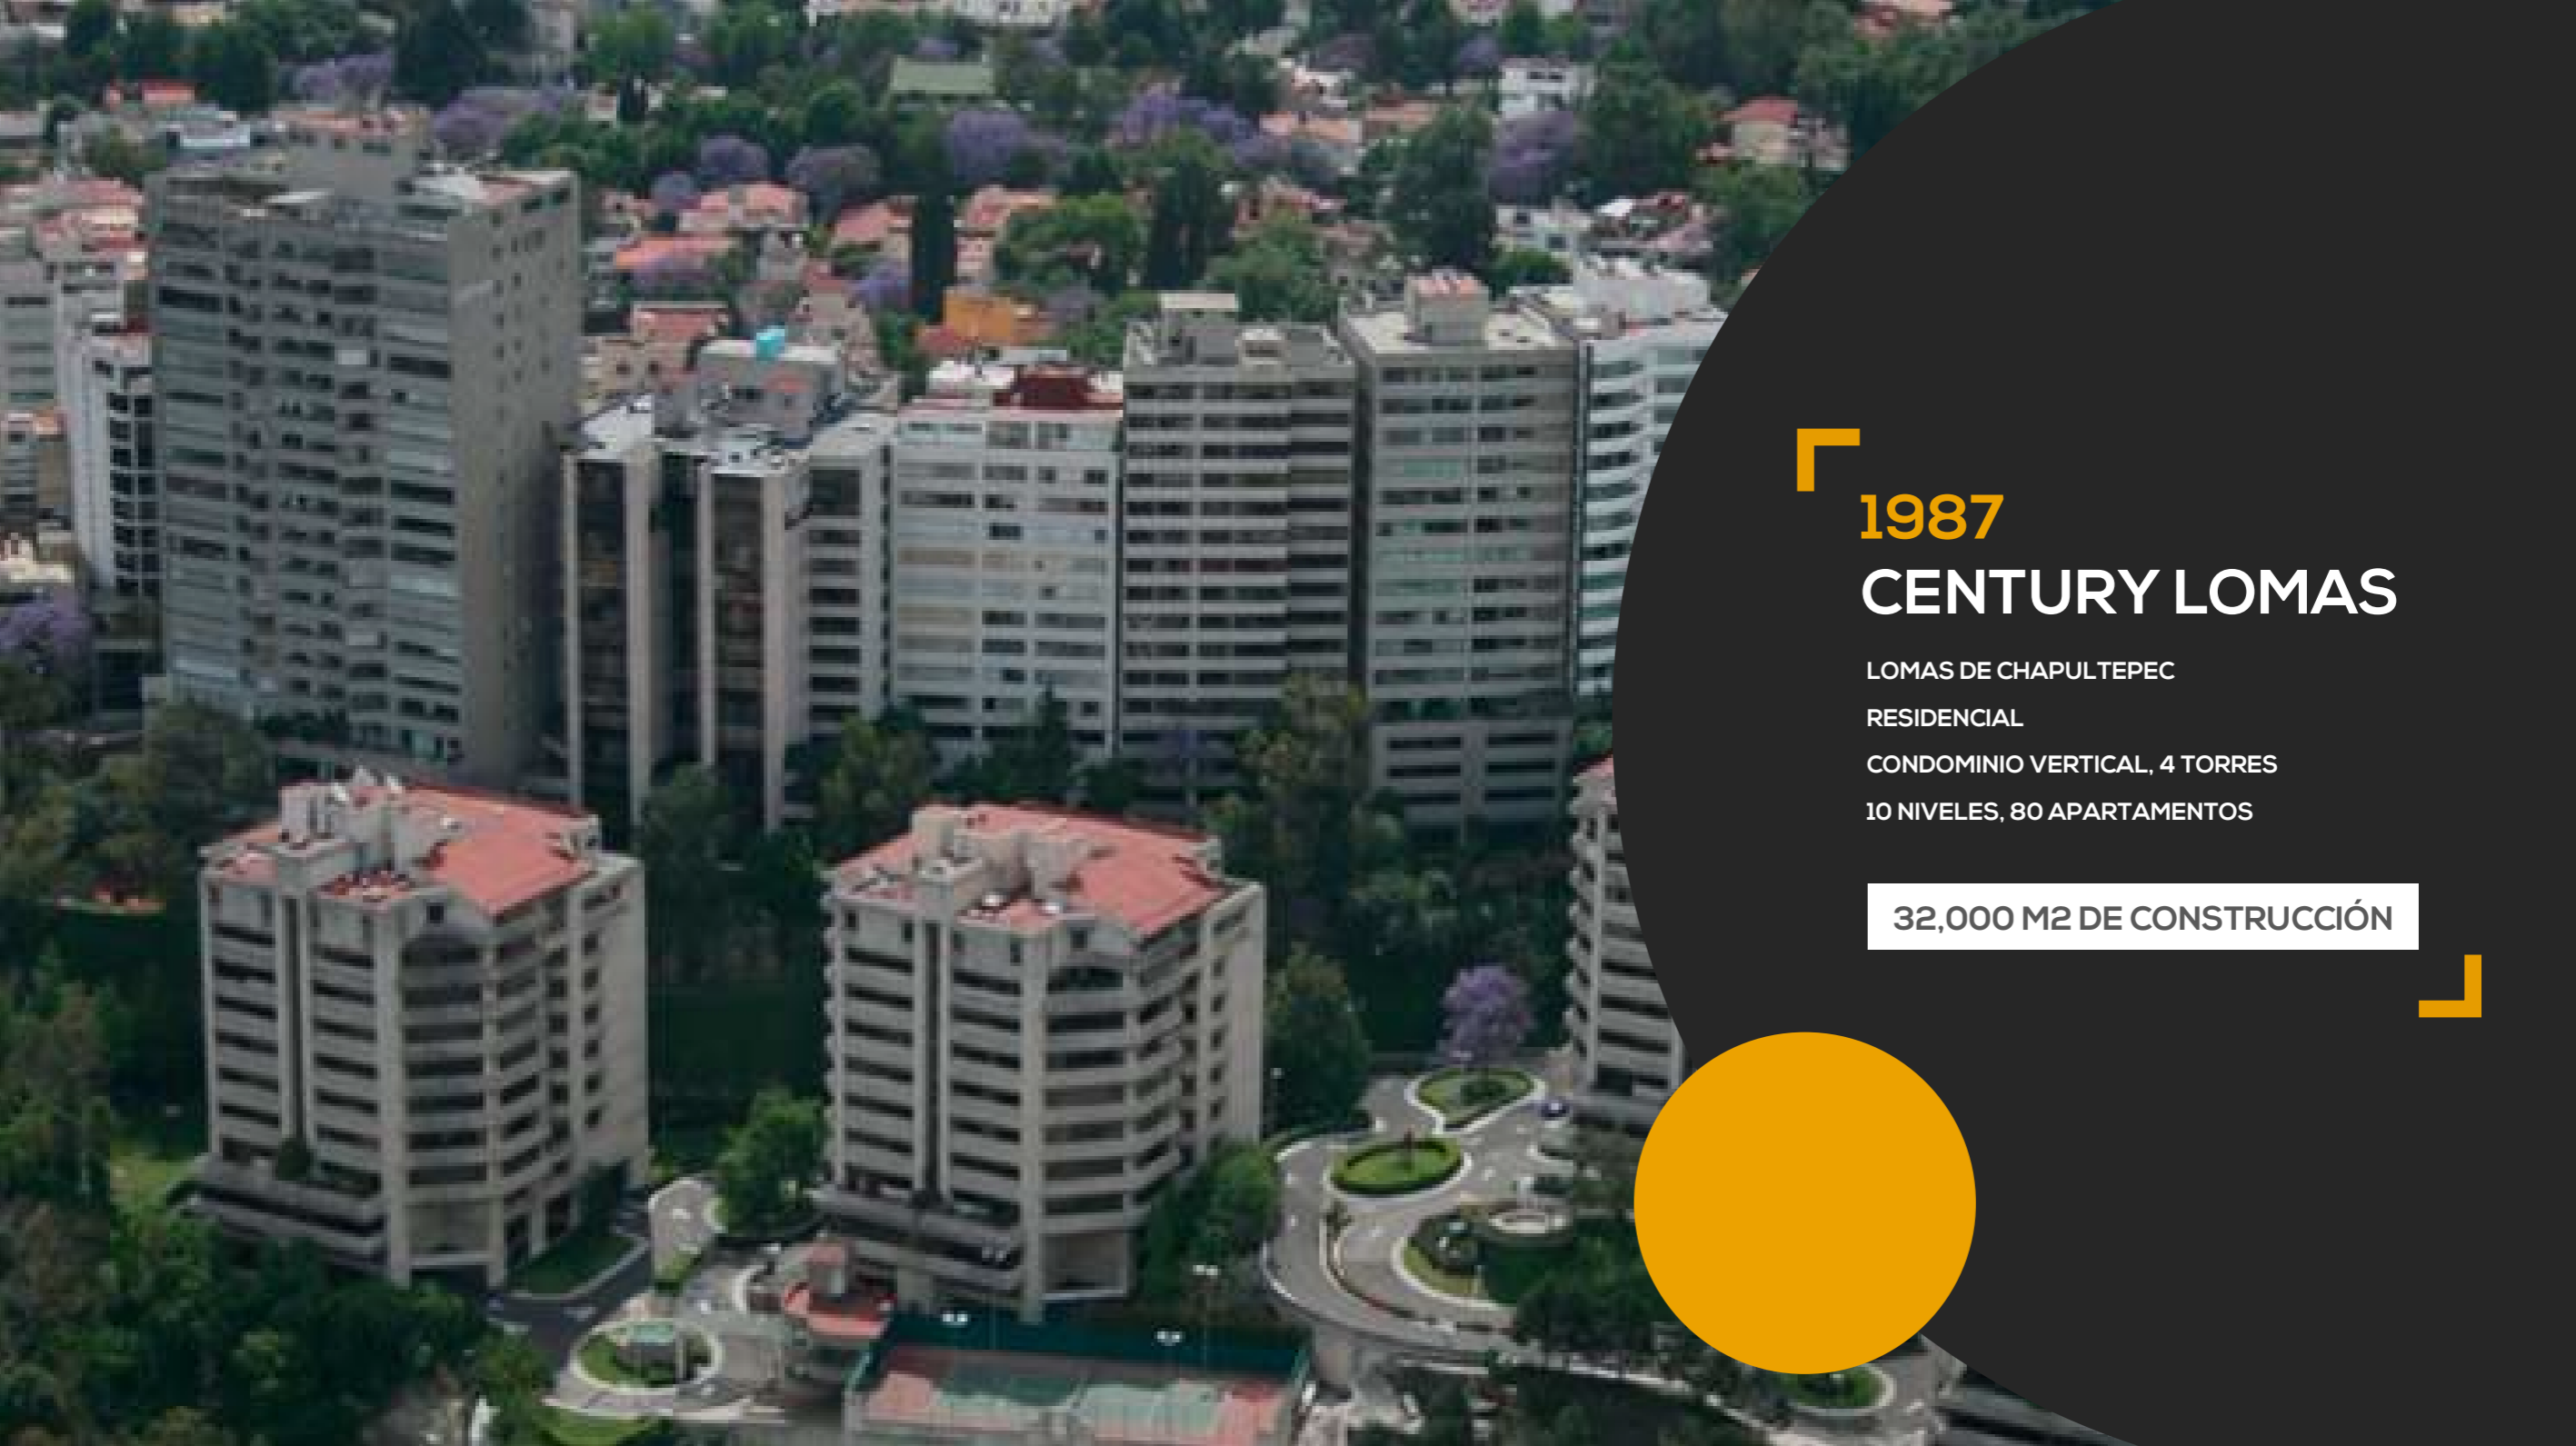 1987
CENTURY LOMAS
LOMAS DE CHAPULTEPEC
RESIDENCIAL
CONDOMINIO VERTICAL, 4 TORRES
10 NIVELES, 80 APARTAMENTOS
32,000 M2 DE CONSTRUCCIÓN